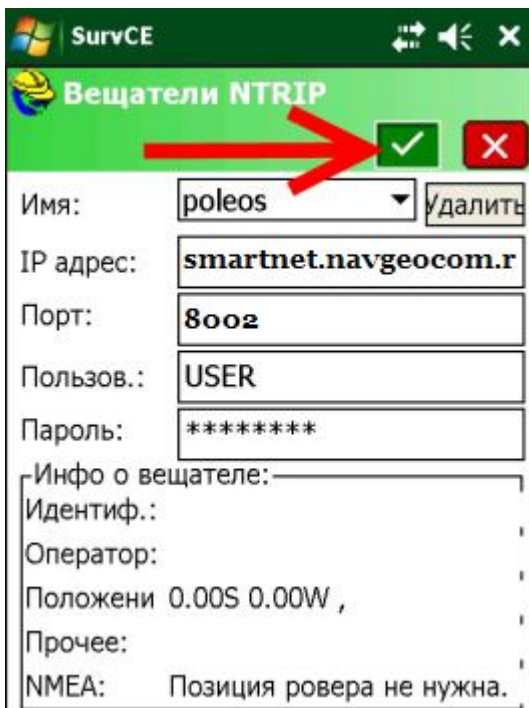 SurvCE
Вещатели NTRIP
Имя: poleos Удалить
IP адрес: smartnet.navgeocom.r
Порт: 8002
Пользов.: USER
Пароль: ********
Инфо о вещателе:
Идентиф.:
Оператор:
Положени 0.00S 0.00W ,
Прочее:
NMEA: Позиция ровера не нужна.